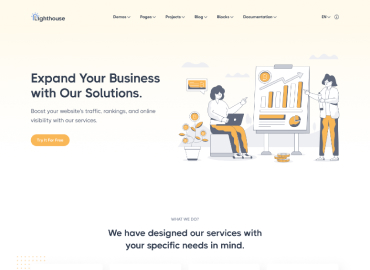 Lighthouse
Demos Pages Projects Blog Blocks Documentation EN
Expand Your Business
with Our Solutions.
Boost your website's traffic, rankings, and online
visibility with our services.
Try it for Free
WHAT WE DO?
We have designed our services with
your specific needs in mind.